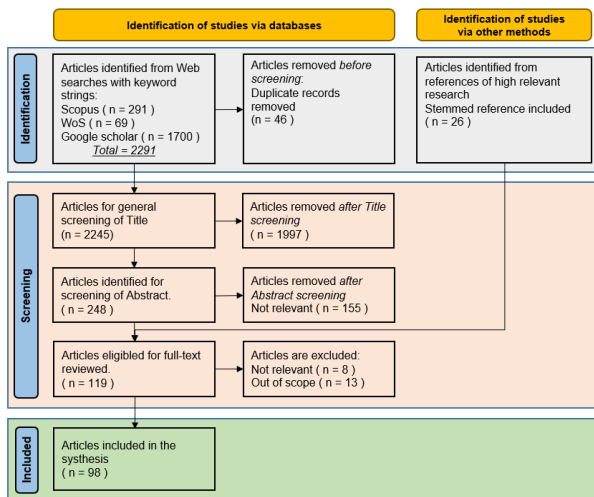 Identification of studies via databases
Identification of studies
via other methods
Identification
Articles identified from Web
searches with keyword
strings:
Scopus ( n = 291 )
WoS ( n = 69 )
Google scholar ( n = 1700 )
Total = 2291
Articles removed before
screening:
Duplicate records
removed
(n = 46 )
Articles identified from
references of high relevant
research
Stemmed reference included
( n = 26 )
Screening
Articles for general
screening of Title
(n = 2245)
Articles removed after Title
screening
( n = 1997 )
Articles identified for
screening of Abstract.
( n = 248 )
Articles removed after
Abstract screening
Not relevant ( n = 155 )
Articles eligibled for full-text
reviewed.
( n = 119 )
Articles are excluded:
Not relevant ( n = 8 )
Out of scope ( n = 13 )
Included
Articles included in the
systhesis
( n = 98 )